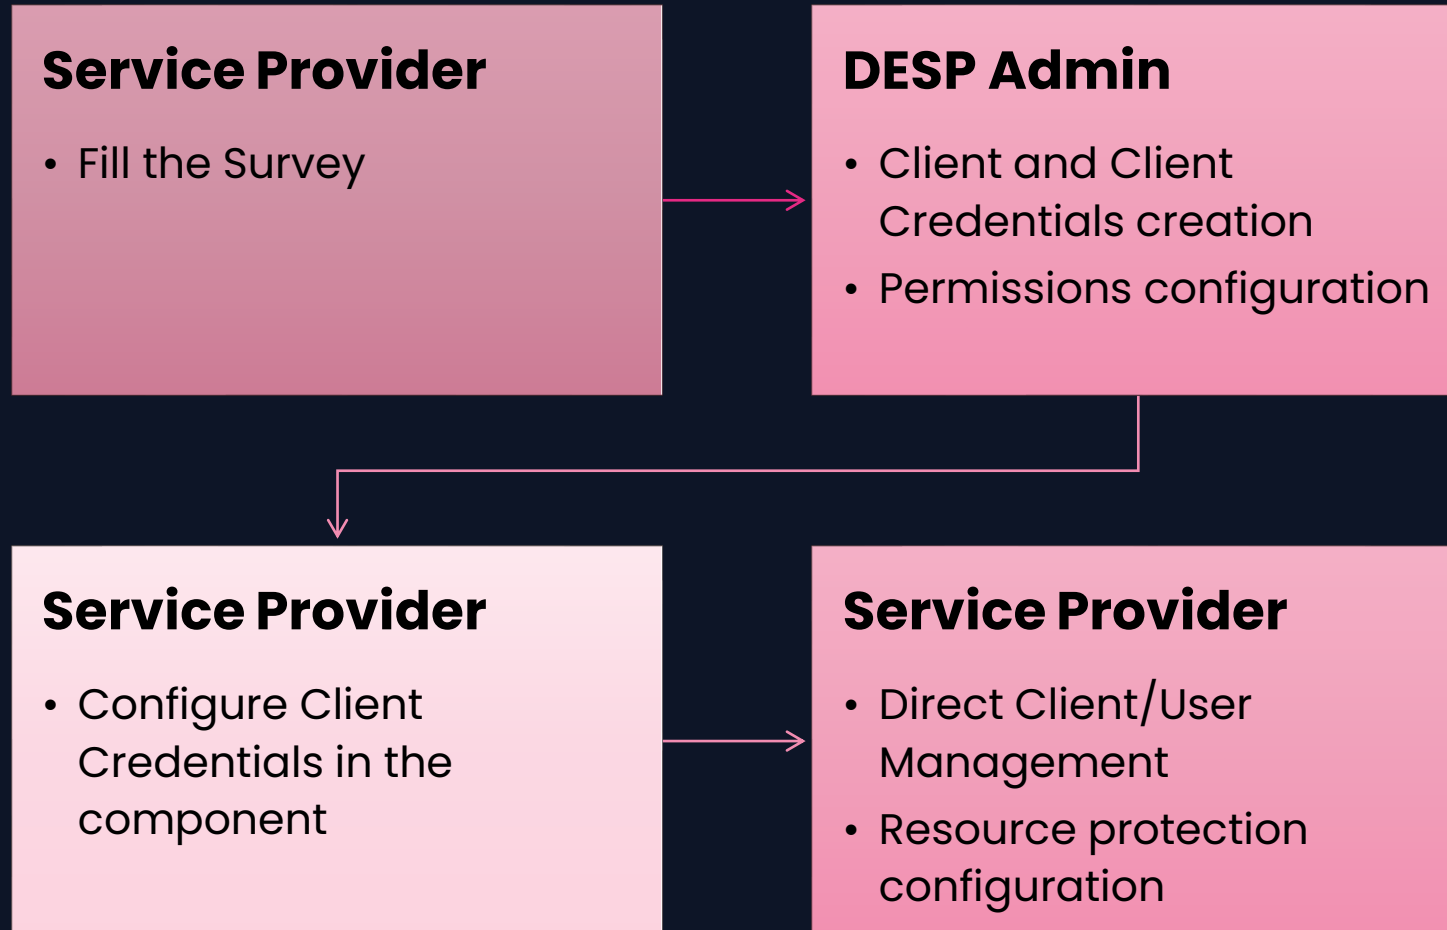 Service Provider
• Fill the Survey
DESP Admin
• Client and Client
Credentials creation
• Permissions configuration
Service Provider
• Configure Client
Credentials in the
component
Service Provider
• Direct Client/User
Management
• Resource protection
configuration